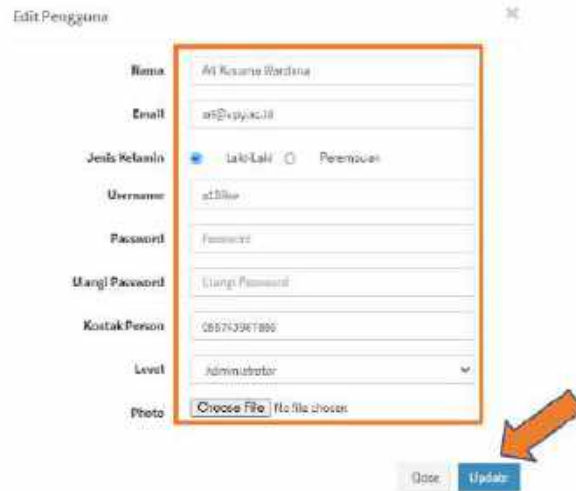 Edit Pengguna
Nama
Email
Jenis Kelamin Laki-Laki Perempuan
Username
Password Password
Ulangi Password Ulangi Password
Kostak Person
Level Administrator
Photo Choose File No file chosen
Close Update